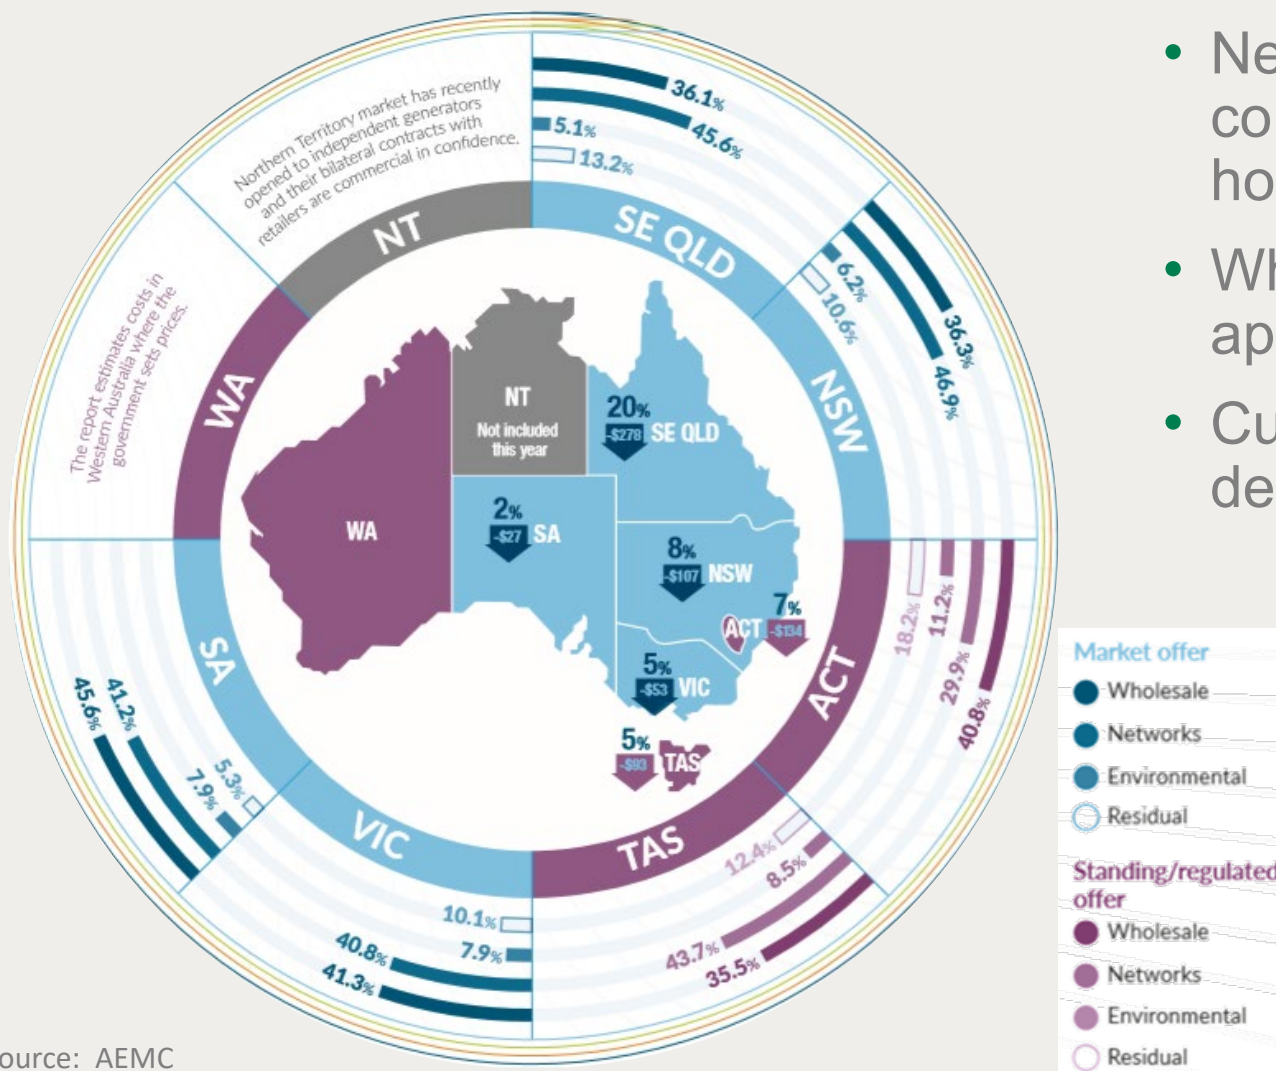 Northern Territory market has recently
opened to independent generators
and their bilateral contracts with
retailers are commercial in confidence.
NT
36.1%
45.6%
5.1%
13.2%
SE QLD
36.3%
46.9%
6.2%
10.6%
NSW
18.2%
11.2%
29.9%
40.8%
ACT
12.4%
8.5%
43.7%
35.5%
TAS
10.1%
7.9%
40.8%
41.3%
VIC
45.6%
41.2%
7.9%
5.3%
SA
The report estimates costs in
Western Australia where the
government sets prices.
WA
NT
Not included
this year
20%
-$278 SE QLD
WA
2%
-$27 SA
8%
-$107 NSW
7%
ACT -$134
5%
-$53 VIC
5%
-$93 TAS
Market offer
Wholesale
Networks
Environmental
Residual
Standing/regulated
offer
Wholesale
Networks
Environmental
Residual
ource: AEMC